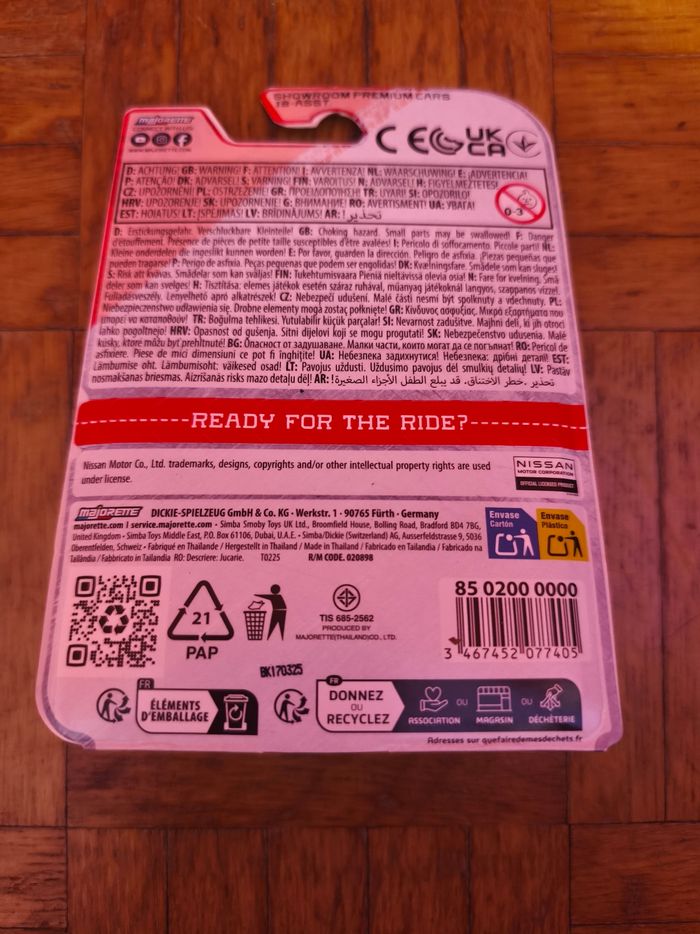 SHOWROOM PREMIUM CARS
18-ASST
majorette
CONNECT WITH US!
WWW.MAJORETTE.COM
CE UK CA
D: ACHTUNG! GB: WARNING! F: ATTENTION! I: AVVERTENZA! NL: WAARSCHUWING! E: ¡ADVERTENCIA!
P: ATENÇÃO! DK: ADVARSEL! S: VARNING! FIN: VAROITUS! N: ADVARSEL! H: FIGYELMEZTETÉS!
CZ: UPOZORNĚNÍ! PL: OSTRZEŻENIE! GR: ΠΡΟΕΙΔΟΠΟΙΗΣΗ! TR: UYARI! SI: OPOZORILO!
HRV: UPOZORENJE! SK: UPOZORNENIE! G: ВНИМАНИЕ! RO: AVERTISMENT! UA: УВАГА!
EST: HOIATUS! LT: ĮSPĖJIMAS! LV: BRĪDINĀJUMS! AR: تحذير!
0-3
D: Erstickungsgefahr. Verschluckbare Kleinteile! GB: Choking hazard. Small parts may be swallowed! F: Danger
d'étouffement. Présence de pièces de petite taille susceptibles d'être avalées! I: Pericolo di soffocamento. Piccole parti! NL:
Kleine onderdelen die ingeslikt kunnen worden! E: Por favor, guarden la dirección. Peligro de asfixia. ¡Piezas pequeñas que
pueden tragarse! P: Perigo de asfixia. Peças pequenas que podem ser engolidas! DK: Kvælningsfare. Smådele som kan sluges!
S: Risk att kvävas. Smådelar som kan sväljas! FIN: Tukehtumisvaara Pieniä nieltävissä olevia osia! N: Fare for kvelning. Små
deler som kan svelges! H: Tisztítása: elemes játékok esetén száraz ruhával, műanyag játékoknál langyos, szappanos vízzel.
Fulladásveszély. Lenyelhető apró alkatrészek! CZ: Nebezpečí udušení. Malé části nesmí být spolknuty a vdechnuty. PL:
Niebezpieczeństwo udławienia się. Drobne elementy mogą zostać połknięte! GR: Κίνδυνος ασφυξίας. Μικρά εξαρτήματα που
μπορεί να καταποθούν! TR: Boğulma tehlikesi. Yutulabilir küçük parçalar! SI: Nevarnost zadušitve. Majhni deli, ki jih otroci
lahko pogoltnejo! HRV: Opasnost od gušenja. Sitni dijelovi koji se mogu progutati! SK: Nebezpečenstvo udusenia. Malé
kúsky, ktoré môžu byť prehltnuté! BG: Опасност от задушаване. Малки части, които могат да се погълнат! RO: Pericol de
asfixiere. Piese de mici dimensiuni ce pot fi înghițite! UA: Небезпека задихнутися! Небезпека: дрібні деталі! EST:
Lämbumise oht. Lämbumisoht: väikesed osad! LT: Pavojus uždusti. Uždusimo pavojus dėl smulkių detalių! LV: Pastāv
nosmakšanas briesmas. Aizrīšanās risks mazo detaļu dēļ! AR: تحذير .خطر الاختناق. قد يبلع الطفل الأجزاء الصغيرة!
READY FOR THE RIDE?
Nissan Motor Co., Ltd. trademarks, designs, copyrights and/or other intellectual property rights are used
under license.
NISSAN
MOTOR CORPORATION
OFFICIAL LICENSED PRODUCT
majorette DICKIE-SPIELZEUG GmbH & Co. KG · Werkstr. 1 · 90765 Fürth · Germany
majorette.com | service.majorette.com · Simba Smoby Toys UK Ltd., Broomfield House, Bolling Road, Bradford BD4 7BG,
United Kingdom · Simba Toys Middle East, P.O. Box 61106, Dubai, U.A.E. · Simba/Dickie (Switzerland) AG, Ausserfeldstrasse 9, 5036
Oberentfelden, Schweiz · Fabriqué en Thailande / Hergestellt in Thailand / Made in Thailand / Fabricado en Tailandia / Fabricado na
Tailândia / Fabbricato in Tailandia RO: Descriere: Jucarie. T0225 R/M CODE. 020898
Envase
Cartón
Envase
Plástico
21
PAP
TIS 685-2562
PRODUCED BY
MAJORETTE(THAILAND)CO., LTD.
85 0200 0000
3 467452 077405
BK170325
FR
ÉLÉMENTS
D'EMBALLAGE
FR
DONNEZ
OU
RECYCLEZ
ASSOCIATION OU MAGASIN OU DÉCHÈTERIE
Adresses sur quefairedemesdechets.fr